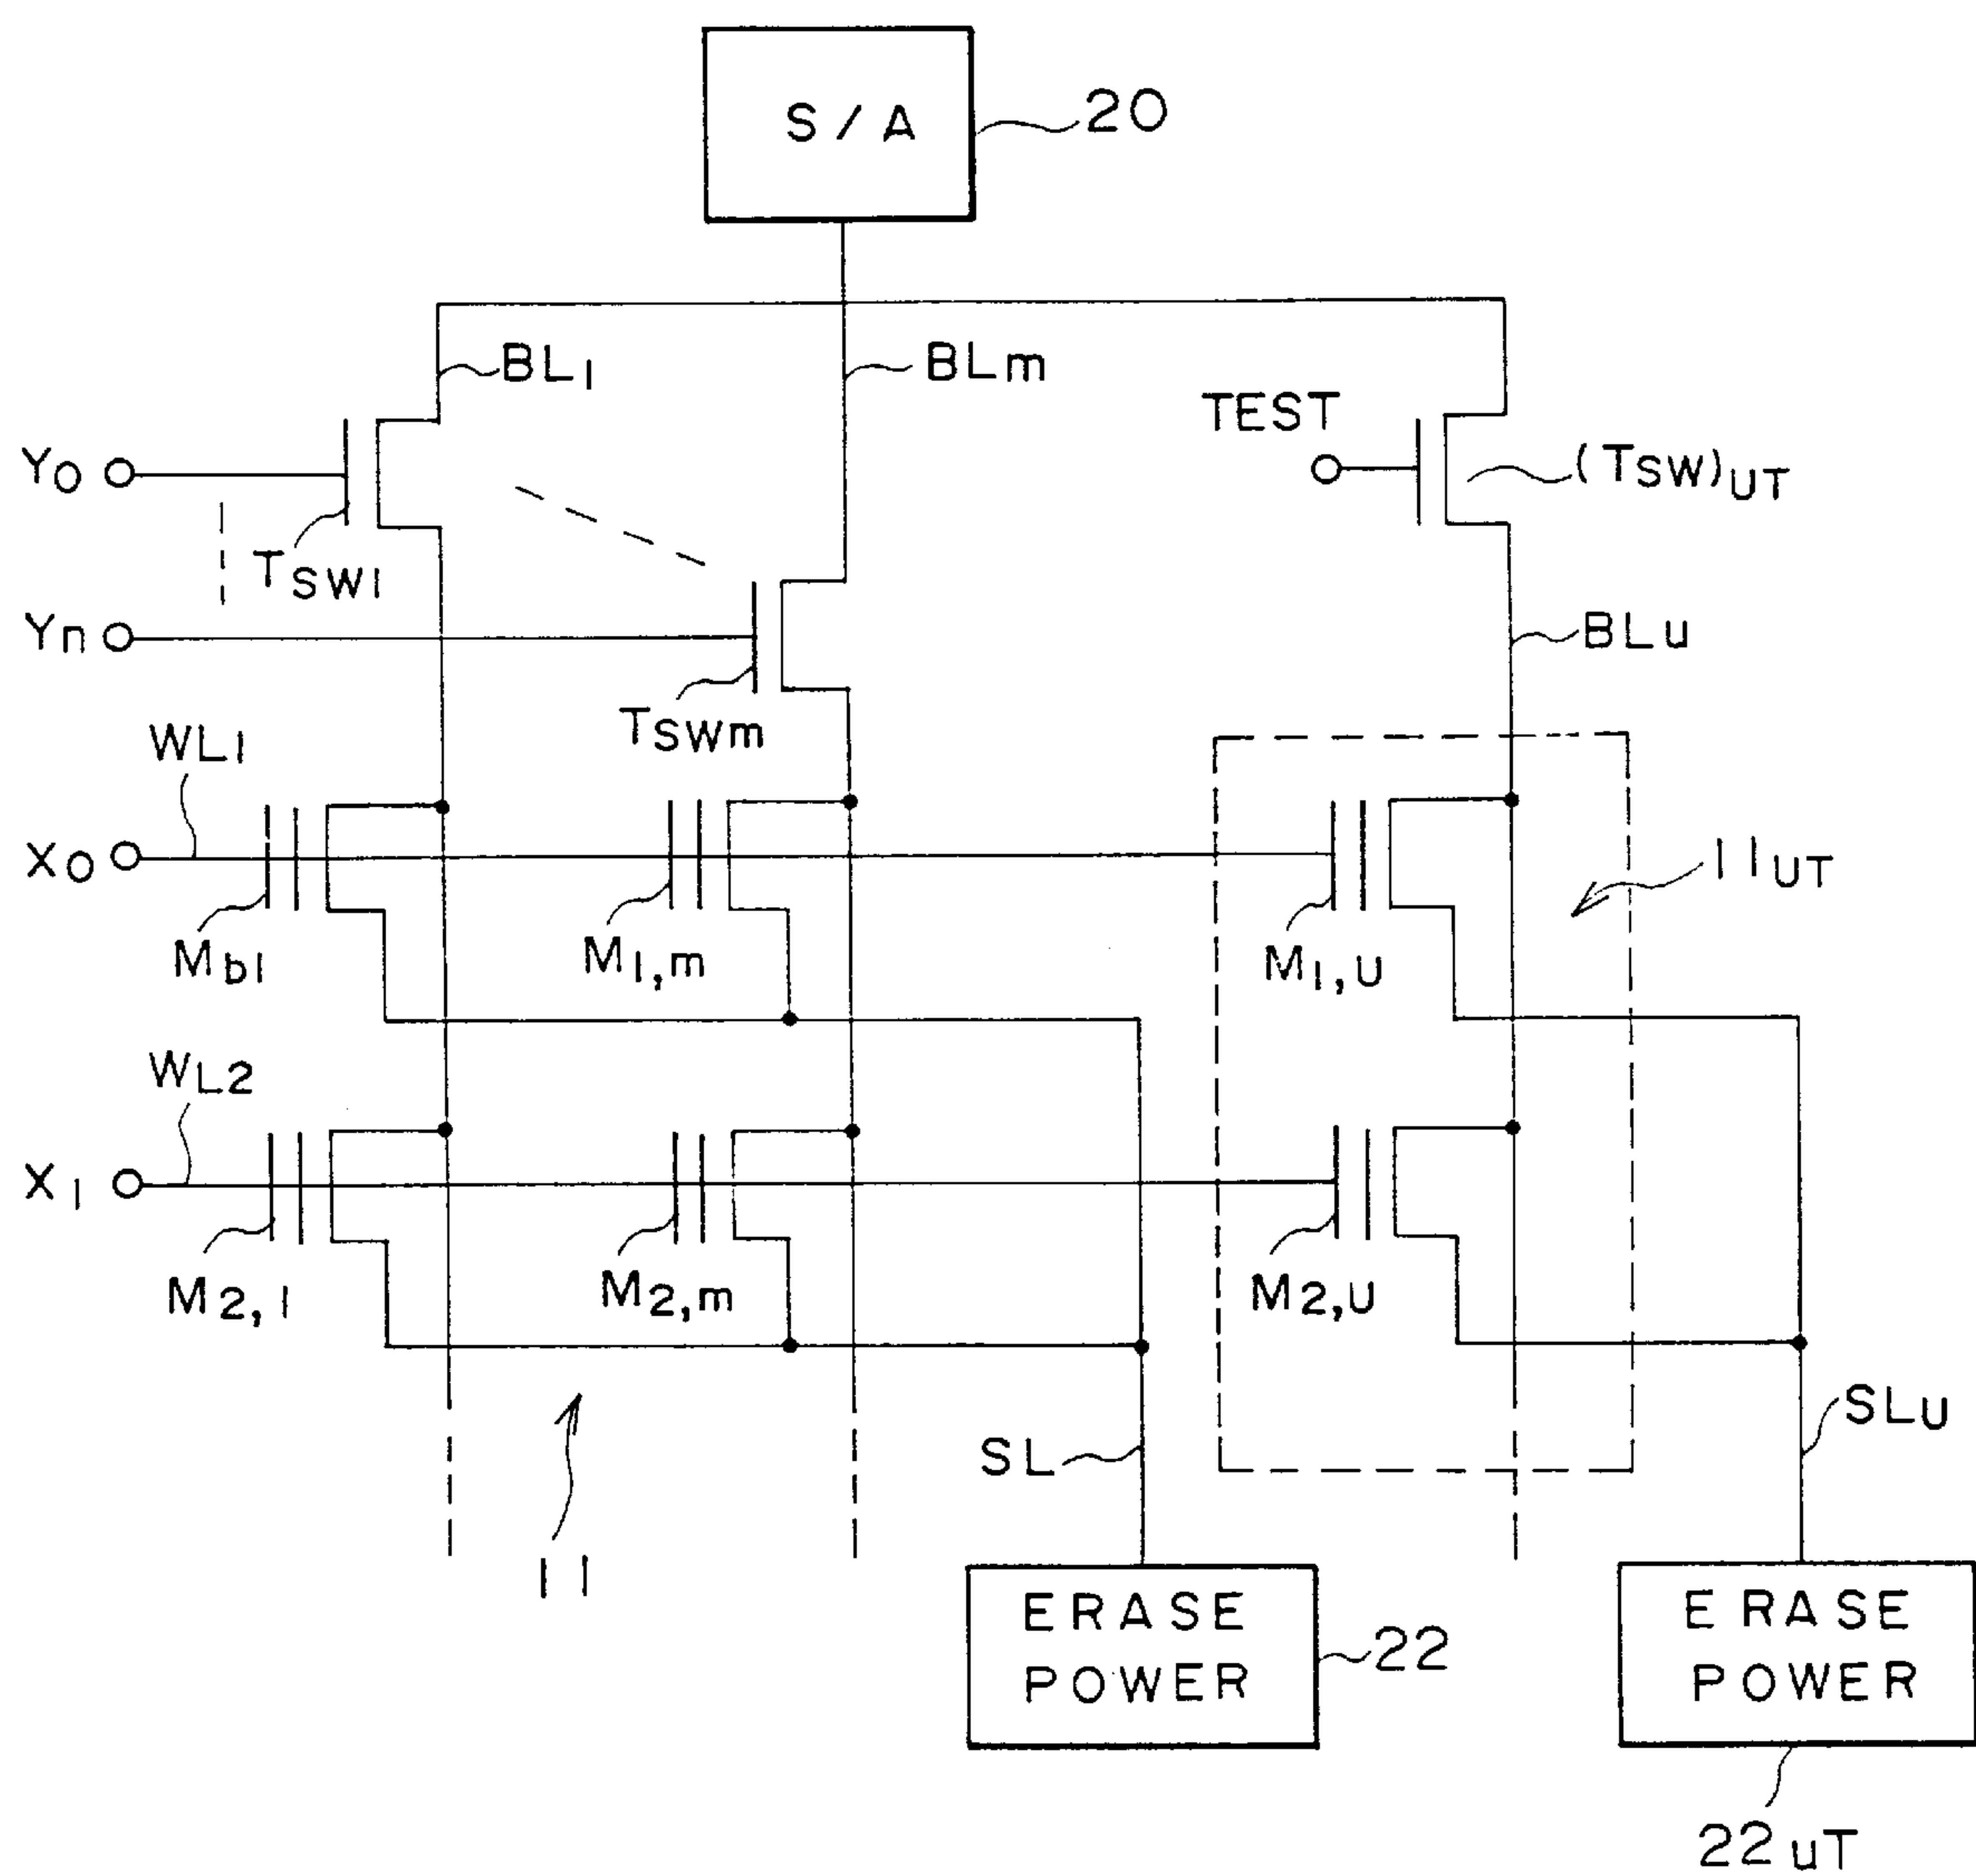 S/A
20
BL1
BLm
TEST
Y0
(TSW)UT
TSW1
Yn
BLu
TSWm
WL1
X0
11UT
Mb1
M1,m
M1,U
WL2
X1
M2,1
M2,m
M2,U
SLU
SL
11
ERASE
POWER
22
ERASE
POWER
22uT